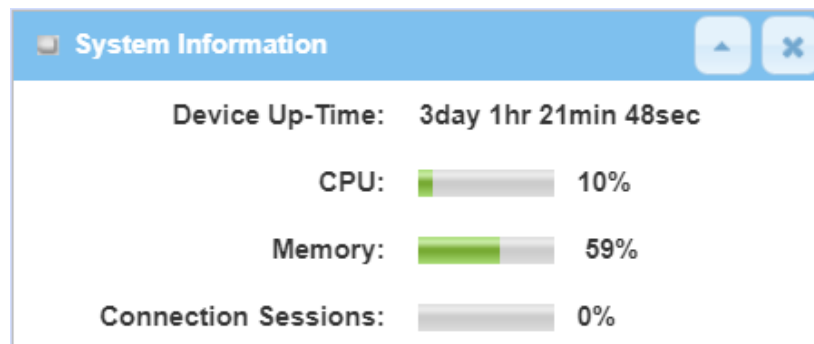 System Information
Device Up-Time: 3day 1hr 21min 48sec
CPU: 10%
Memory: 59%
Connection Sessions: 0%